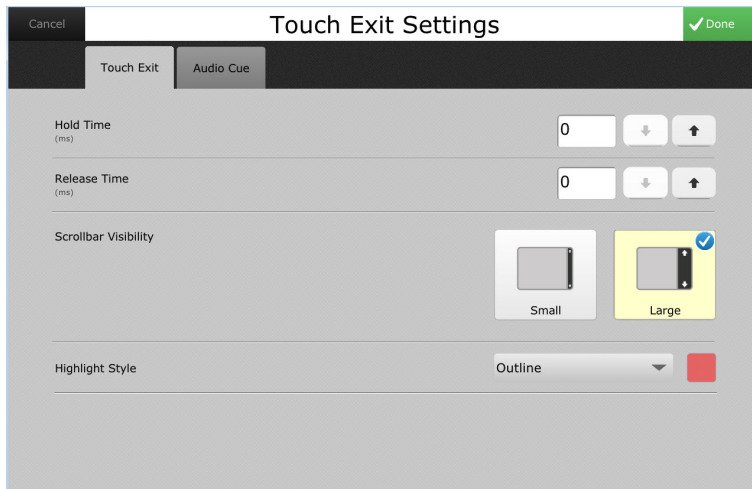 Cancel
Touch Exit Settings
Done
Touch Exit
Audio Cue
Hold Time
(ms)
0
Release Time
(ms)
0
Scrollbar Visibility
Small
Large
Highlight Style
Outline